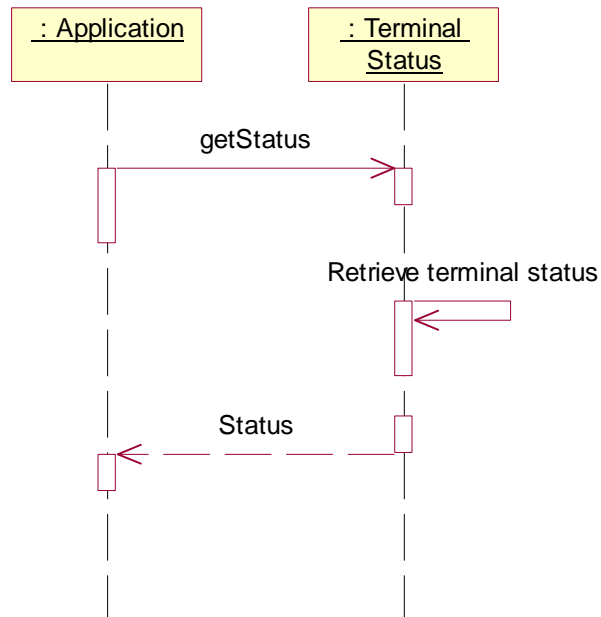 : Application
: Terminal
Status
getStatus
Retrieve terminal status
Status